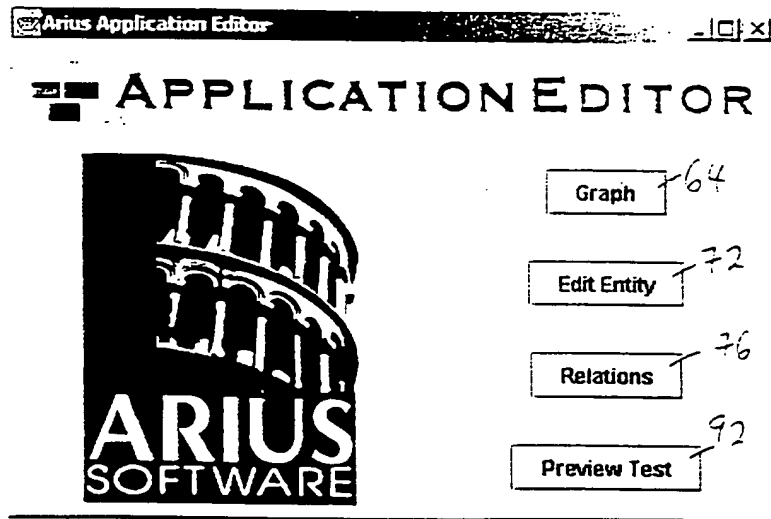 Arius Application Editor
APPLICATION EDITOR
Graph 64
Edit Entity 72
Relations 76
Preview Test 92
ARIUS
SOFTWARE